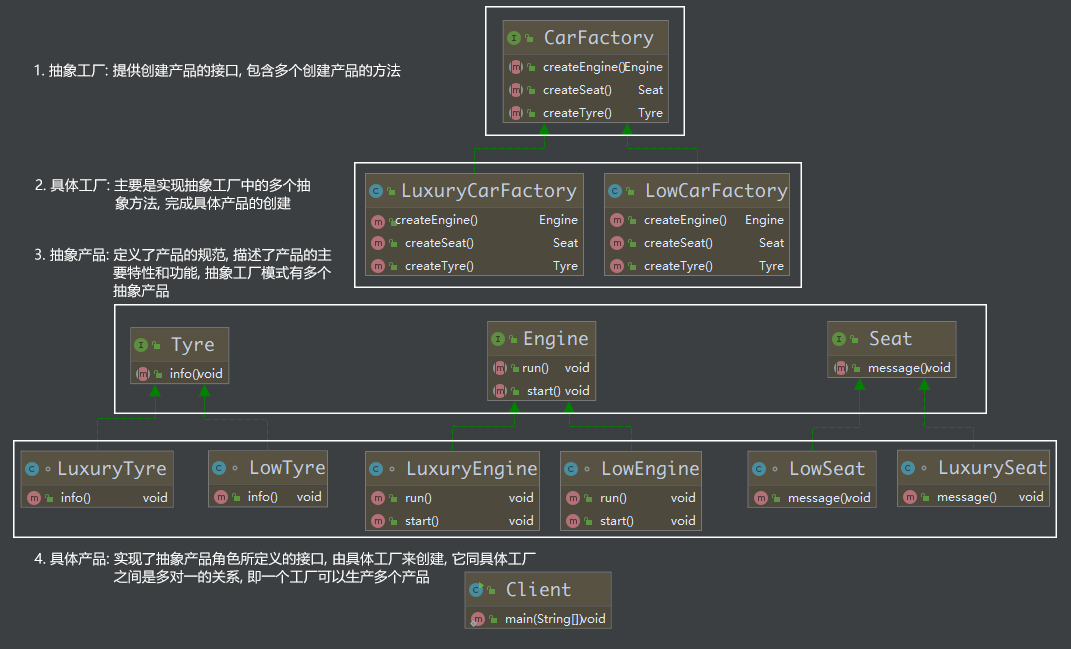 CarFactory
createEngine()Engine
createSeat() Seat
createTyre() Tyre
1. 抽象工厂: 提供创建产品的接口, 包含多个创建产品的方法
2. 具体工厂: 主要是实现抽象工厂中的多个抽
象方法, 完成具体产品的创建
LuxuryCarFactory
createEngine() Engine
createSeat() Seat
createTyre() Tyre
LowCarFactory
createEngine() Engine
createSeat() Seat
createTyre() Tyre
3. 抽象产品: 定义了产品的规范, 描述了产品的主
要特性和功能, 抽象工厂模式有多个
抽象产品
Tyre
info()void
Engine
run() void
start() void
Seat
message()void
LuxuryTyre
info() void
LowTyre
info() void
LuxuryEngine
run() void
start() void
LowEngine
run() void
start() void
LowSeat
message()void
LuxurySeat
message() void
4. 具体产品: 实现了抽象产品角色所定义的接口, 由具体工厂来创建, 它同具体工厂
之间是多对一的关系, 即一个工厂可以生产多个产品
Client
main(String[])void